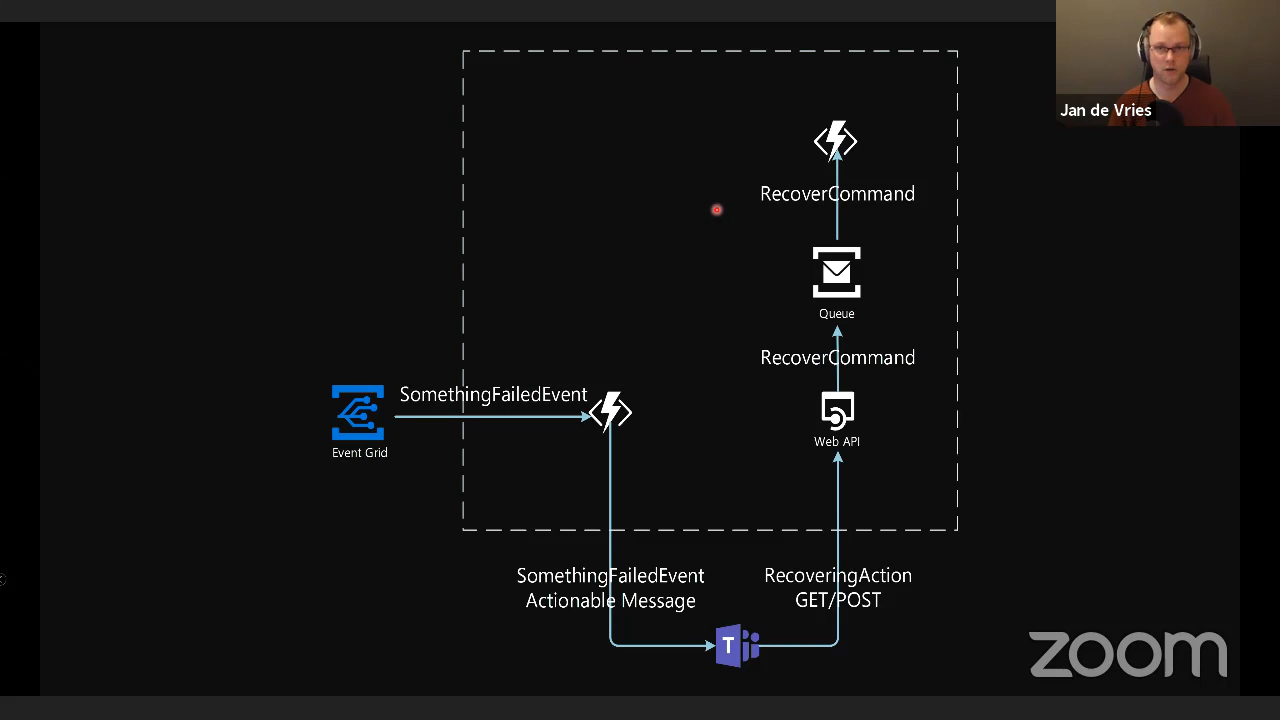 Jan de Vries
RecoverCommand
Queue
RecoverCommand
SomethingFailedEvent
Event Grid
Web API
SomethingFailedEvent
Actionable Message
RecoveringAction
GET/POST
T
zoom